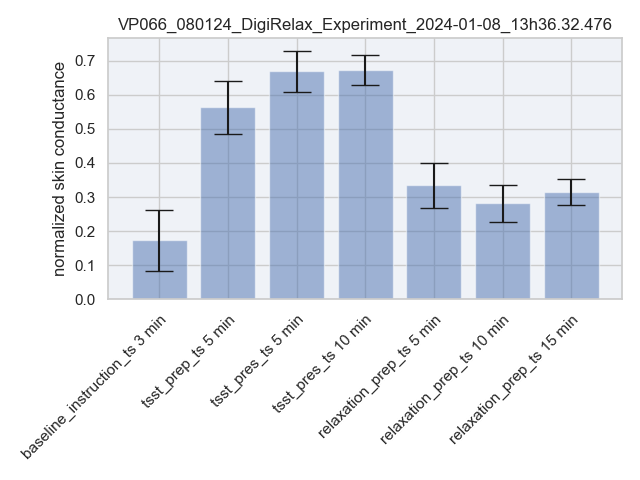 VP066_080124_DigiRelax_Experiment_2024-01-08_13h36.32.476
normalized skin conductance
0.7
0.6
0.5
0.4
0.3
0.2
0.1
0.0
baseline_instruction_ts 3 min
tsst_prep_ts 5 min
tsst_pres_ts 5 min
tsst_pres_ts 10 min
relaxation_prep_ts 5 min
relaxation_prep_ts 10 min
relaxation_prep_ts 15 min